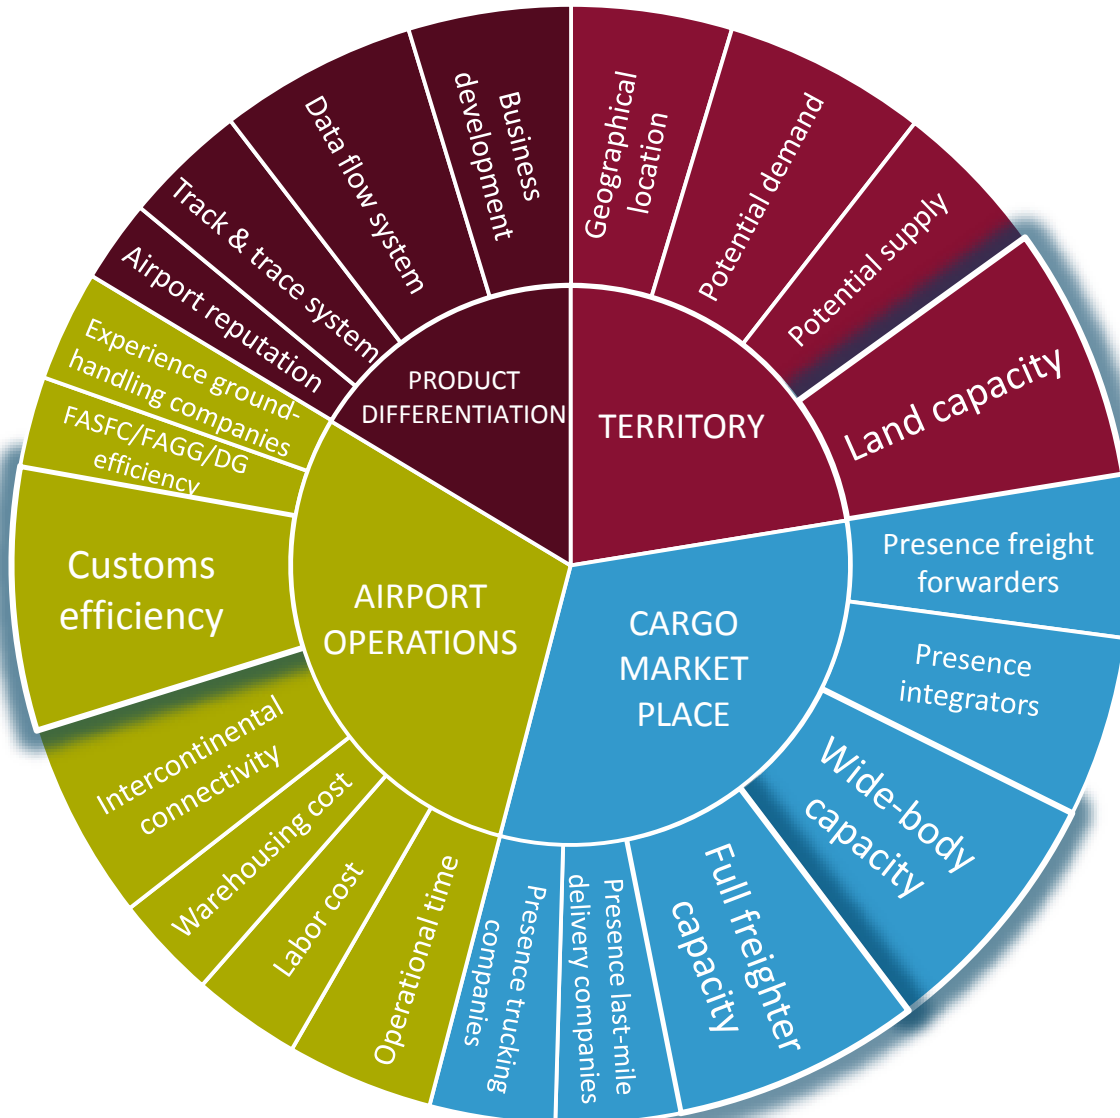 PRODUCT
DIFFERENTIATION
Airport reputation
Track & trace system
Data flow system
Business
development
TERRITORY
Geographical
location
Potential demand
Potential supply
Land capacity
CARGO
MARKET
PLACE
Presence freight
forwarders
Presence
integrators
Wide-body
capacity
Full freighter
capacity
Presence last-mile
delivery companies
Presence trucking
companies
AIRPORT
OPERATIONS
Operational time
Labor cost
Warehousing cost
Intercontinental
connectivity
Customs
efficiency
FASFC/FAGG/DG
efficiency
Experience ground-
handling companies